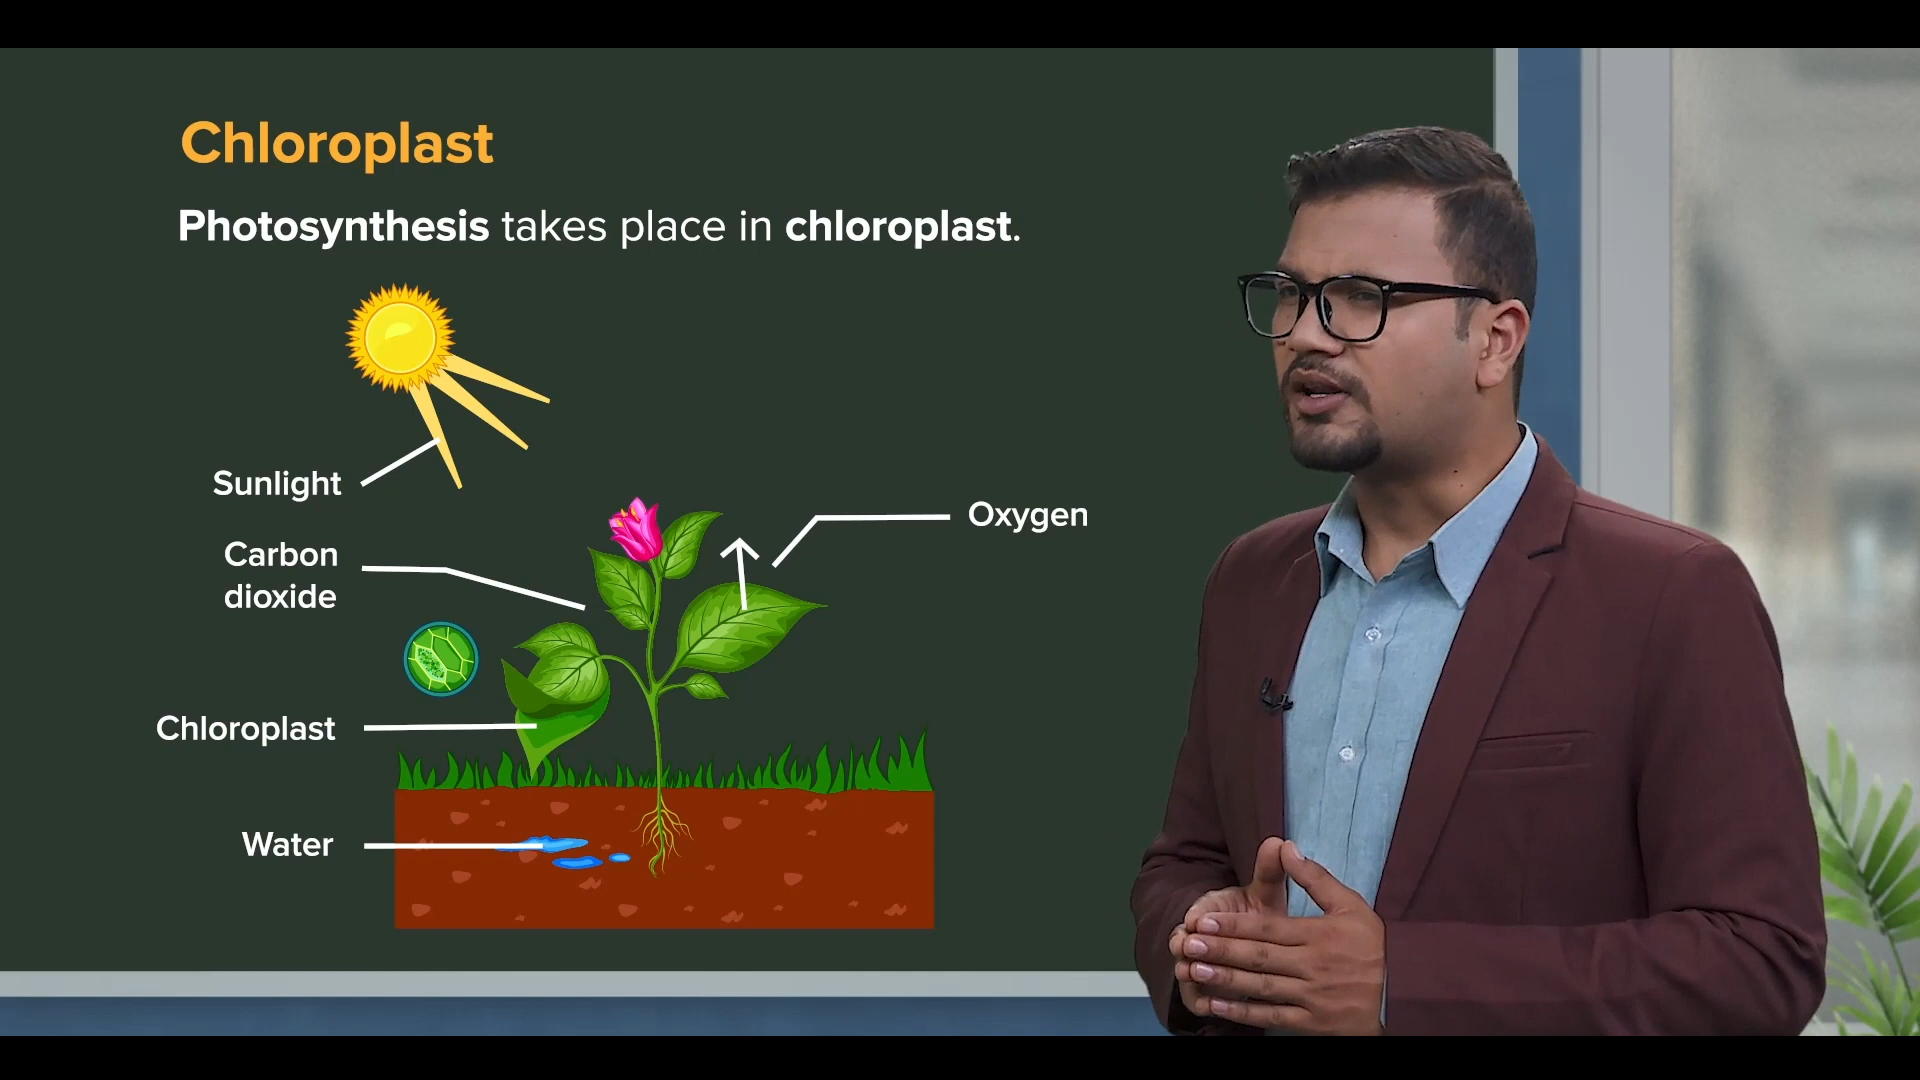 Chloroplast
Photosynthesis takes place in chloroplast.
Sunlight
Oxygen
Carbon
dioxide
Chloroplast
Water